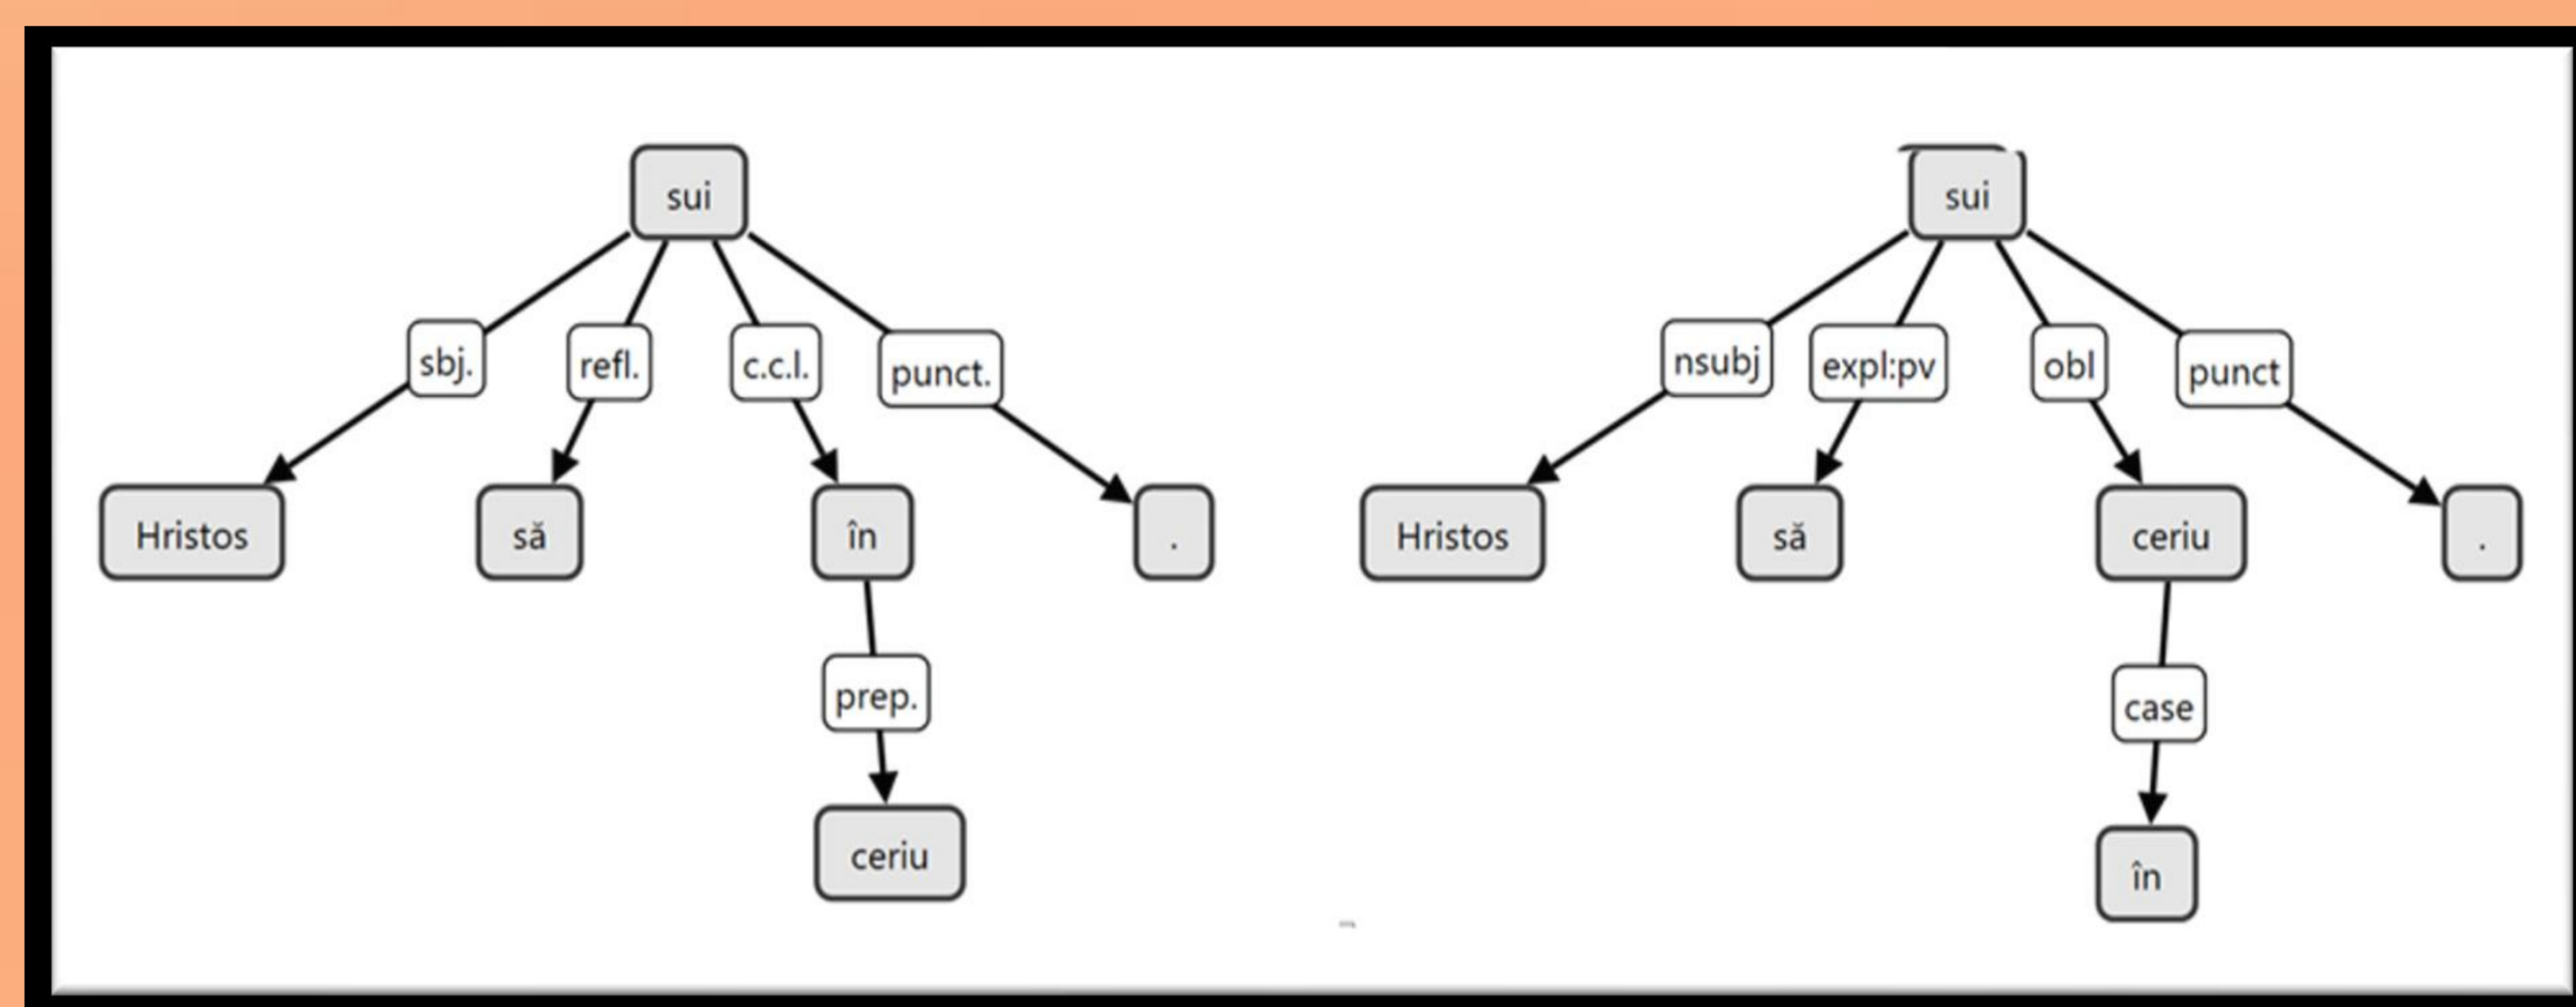 sui sui
sbj. refl. c.c.l. punct. nsubj expl:pv obl punct
Hristos să în . Hristos să ceriu .
prep. case
ceriu în